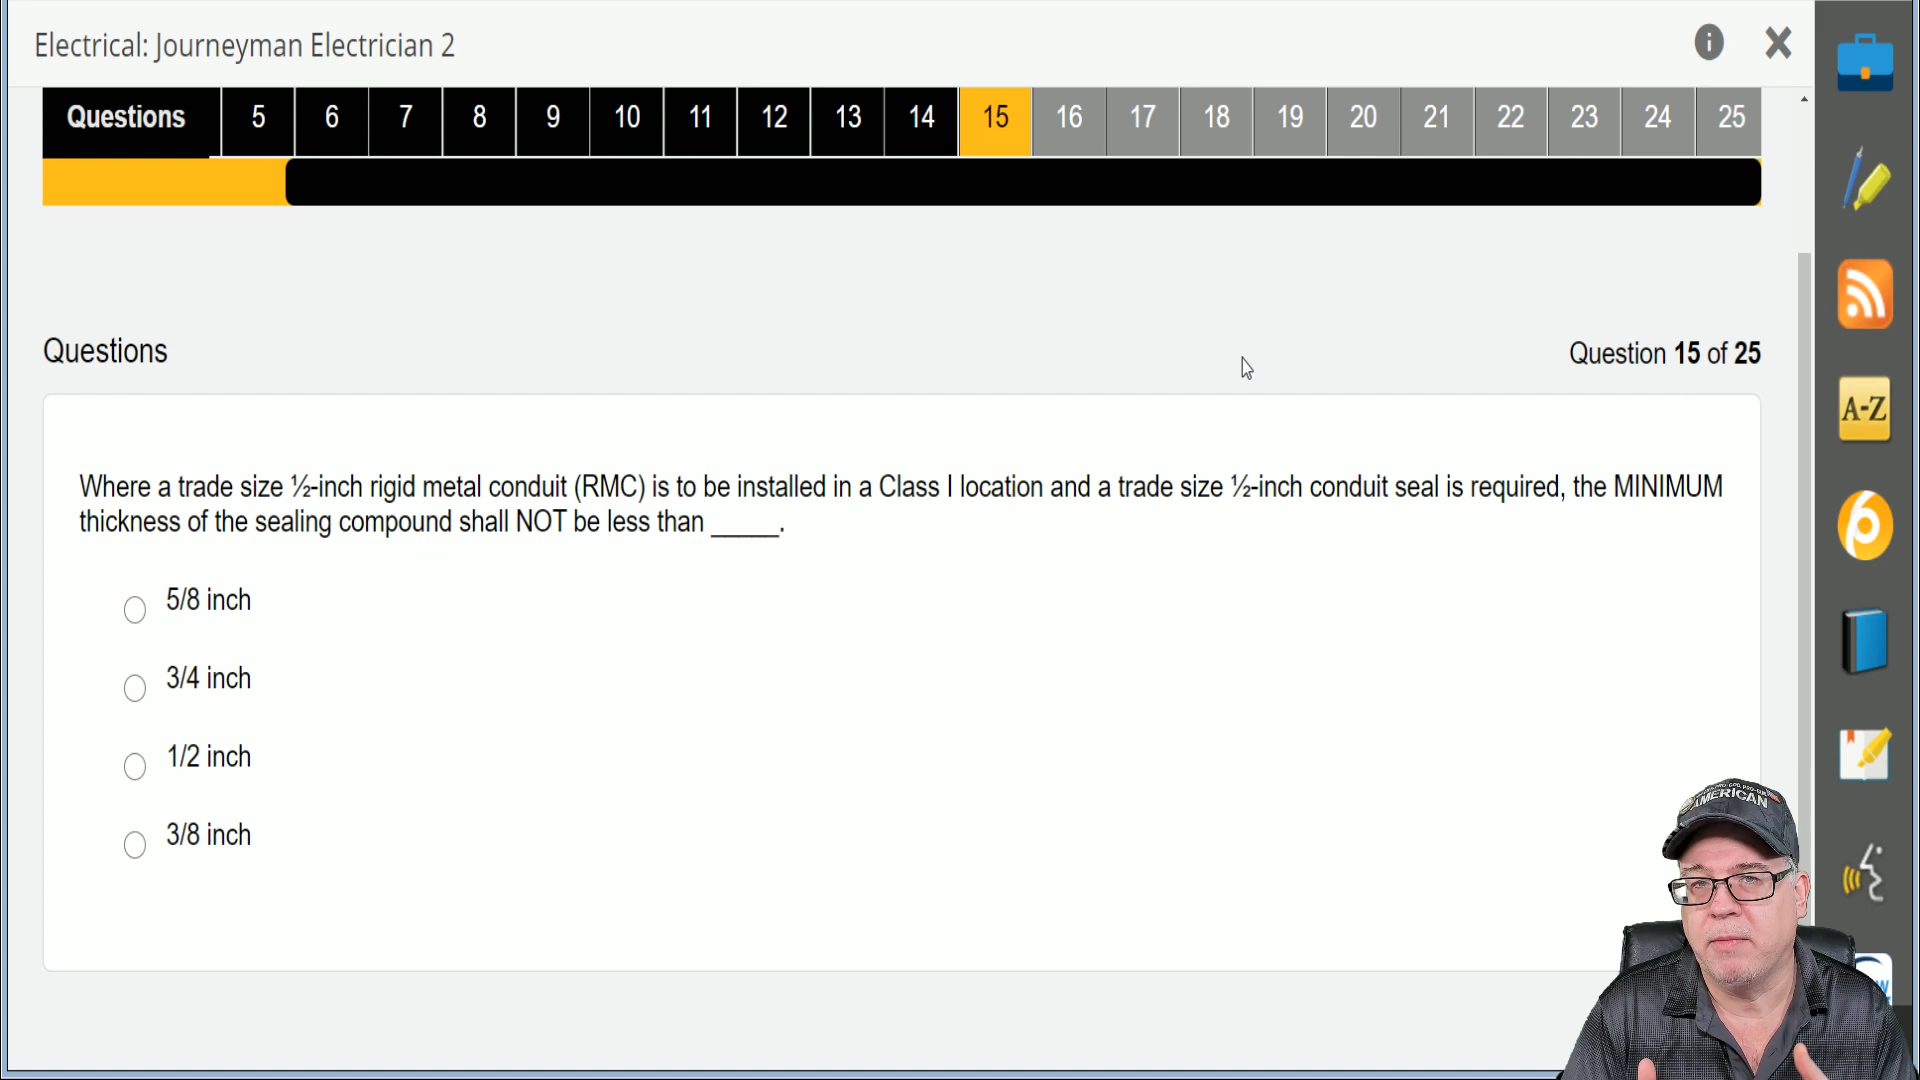 Electrical: Journeyman Electrician 2
Questions 5 6 7 8 9 10 11 12 13 14 15 16 17 18 19 20 21 22 23 24 25
Questions
Question 15 of 25
Where a trade size ½-inch rigid metal conduit (RMC) is to be installed in a Class I location and a trade size ½-inch conduit seal is required, the MINIMUM
thickness of the sealing compound shall NOT be less than _____.
5/8 inch
3/4 inch
1/2 inch
3/8 inch
A-Z
AMERICAN